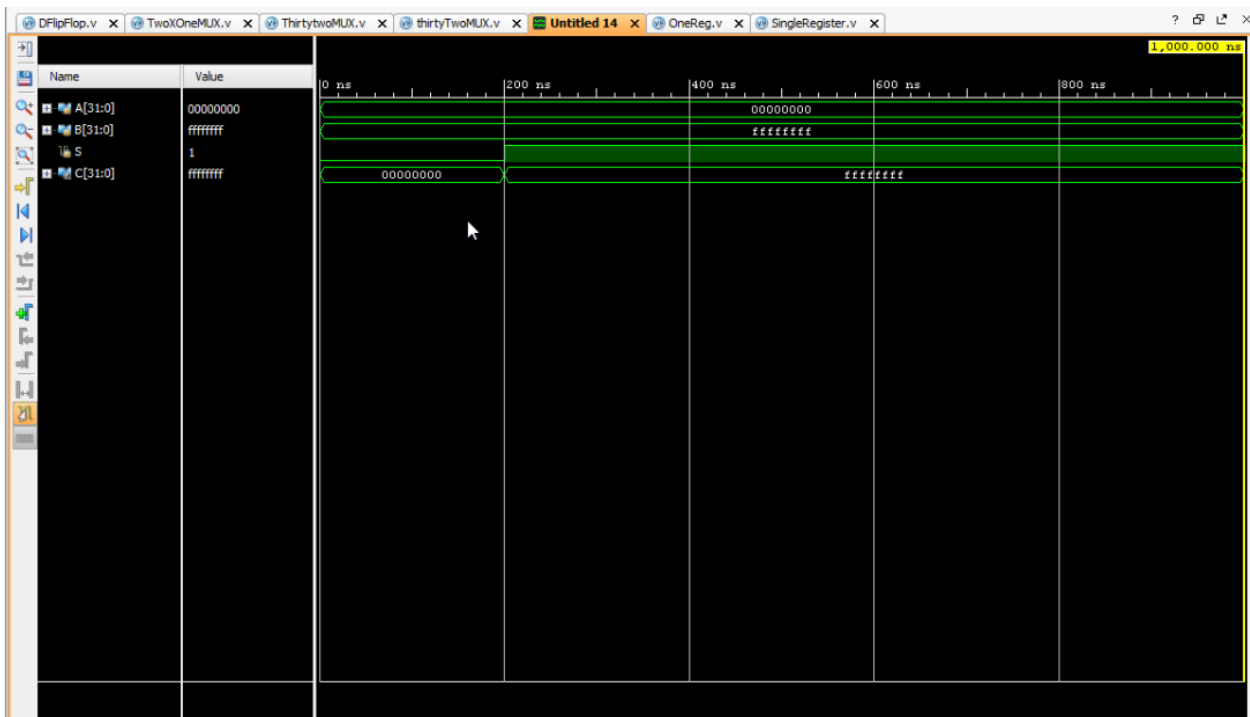 DFlipFlop.v TwoXOneMUX.v ThirtytwoMUX.v thirtyTwoMUX.v Untitled 14 OneReg.v SingleRegister.v
1,000.000 ns
Name Value
0 ns 200 ns 400 ns 600 ns 800 ns
A[31:0] 00000000 00000000
B[31:0] ffffffff ffffffff
S 1
C[31:0] ffffffff 00000000 ffffffff